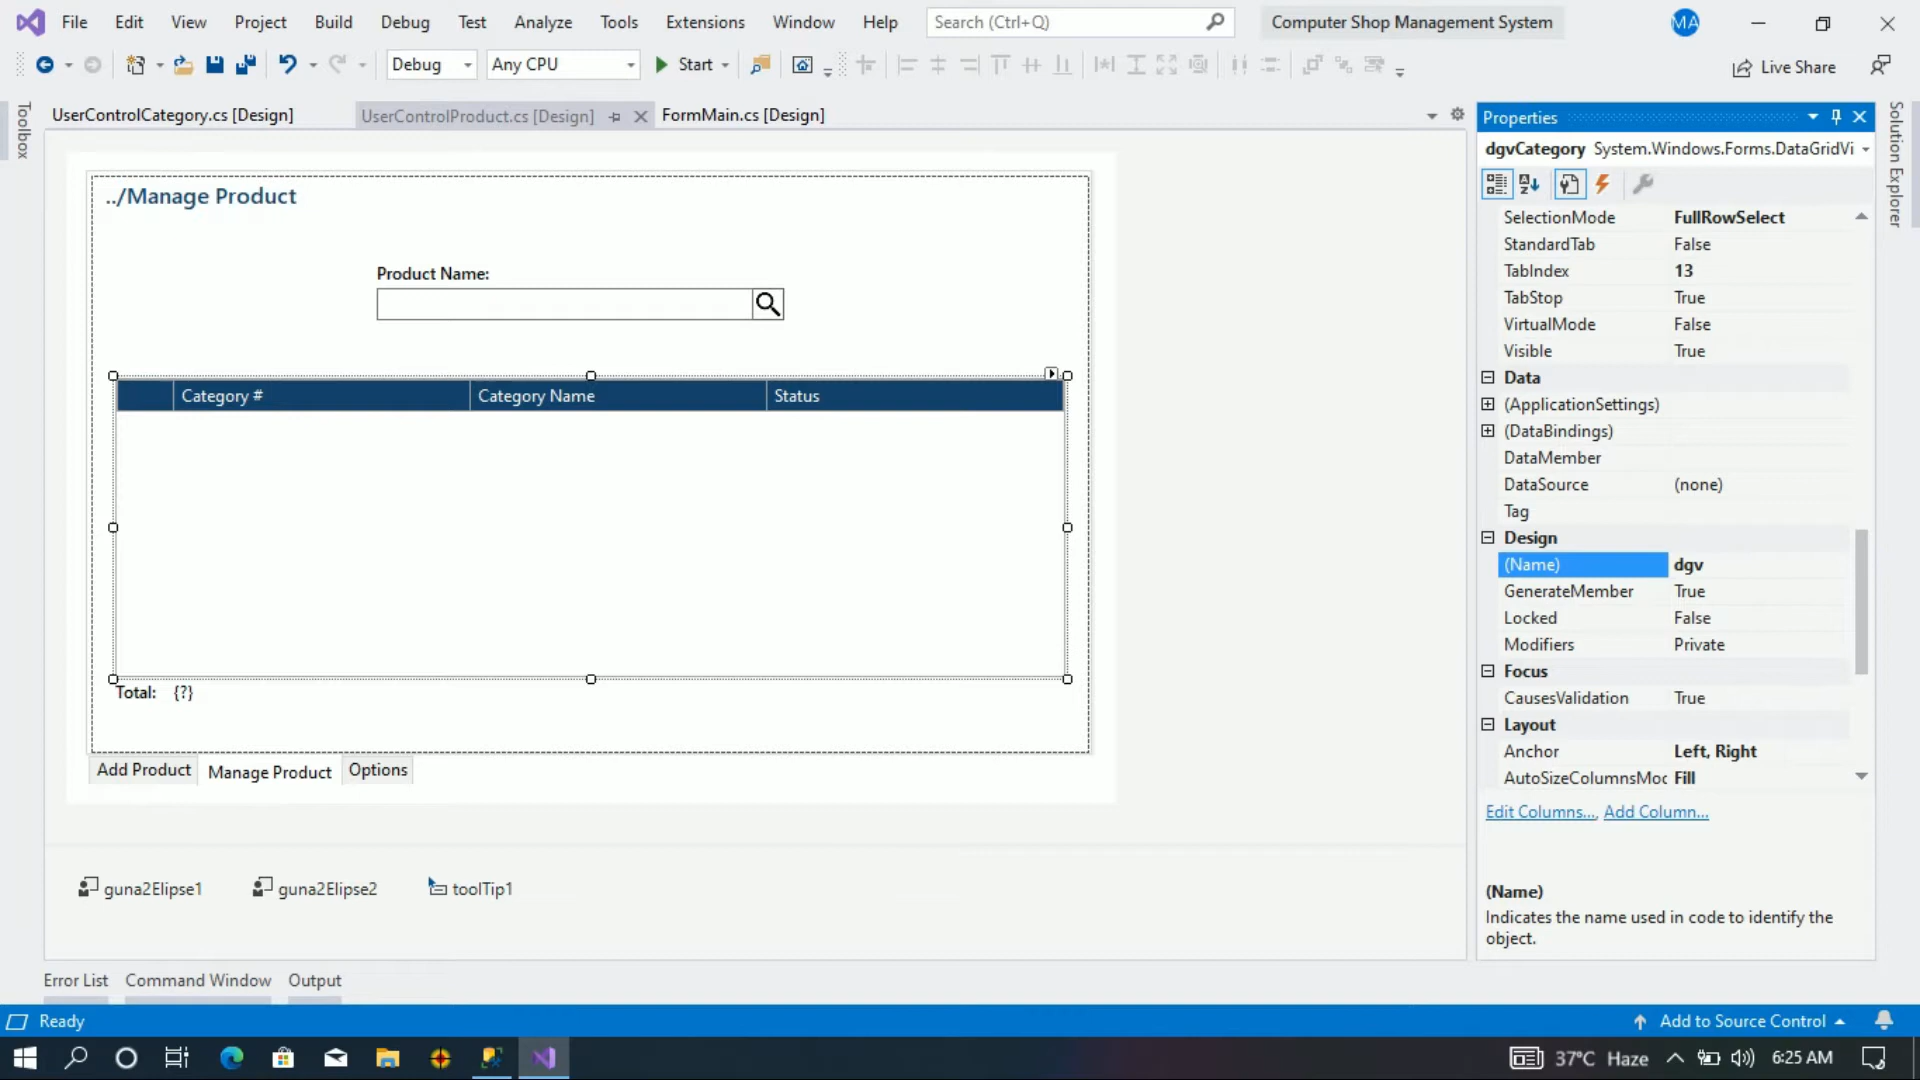 File Edit View Project Build Debug Test Analyze Tools Extensions Window Help Search (Ctrl+Q) Computer Shop Management System MA
Debug Any CPU Start Live Share
Toolbox
UserControlCategory.cs [Design] UserControlProduct.cs [Design] FormMain.cs [Design]
../Manage Product
Product Name:
Category # Category Name Status
Total: {?}
Add Product Manage Product Options
guna2Elipse1 guna2Elipse2 toolTip1
Properties
dgvCategory System.Windows.Forms.DataGridVi
SelectionMode FullRowSelect
StandardTab False
TabIndex 13
TabStop True
VirtualMode False
Visible True
Data
(ApplicationSettings)
(DataBindings)
DataMember
DataSource (none)
Tag
Design
(Name) dgv
GenerateMember True
Locked False
Modifiers Private
Focus
CausesValidation True
Layout
Anchor Left, Right
AutoSizeColumnsMoc Fill
Edit Columns..., Add Column...
(Name)
Indicates the name used in code to identify the
object.
Solution Explorer
Error List Command Window Output
Ready Add to Source Control
37°C Haze 6:25 AM